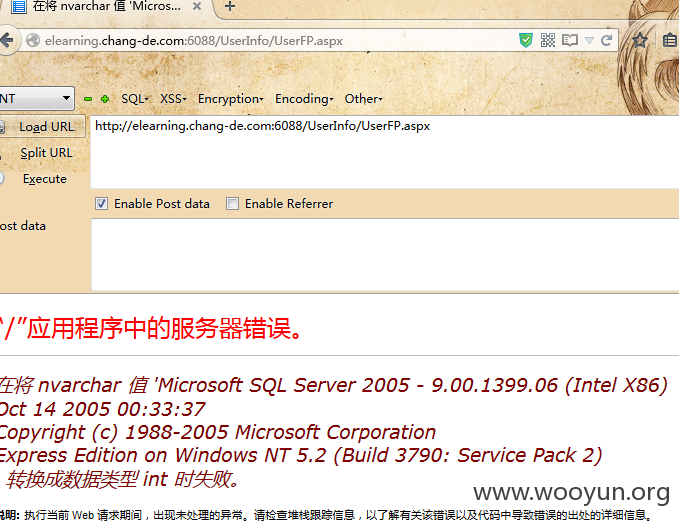 在将 nvarchar 值 'Micros...
elearning.chang-de.com:6088/UserInfo/UserFP.aspx
NT SQL XSS Encryption Encoding Other
Load URL http://elearning.chang-de.com:6088/UserInfo/UserFP.aspx
Split URL
Execute
Enable Post data Enable Referrer
ost data
“/”应用程序中的服务器错误。
在将 nvarchar 值 'Microsoft SQL Server 2005 - 9.00.1399.06 (Intel X86)
Oct 14 2005 00:33:37
Copyright (c) 1988-2005 Microsoft Corporation
Express Edition on Windows NT 5.2 (Build 3790: Service Pack 2)
' 转换成数据类型 int 时失败。
www.wooyun.org
说明: 执行当前 Web 请求期间，出现未处理的异常。请检查堆栈跟踪信息，以了解有关该错误以及代码中导致错误的出处的详细信息。